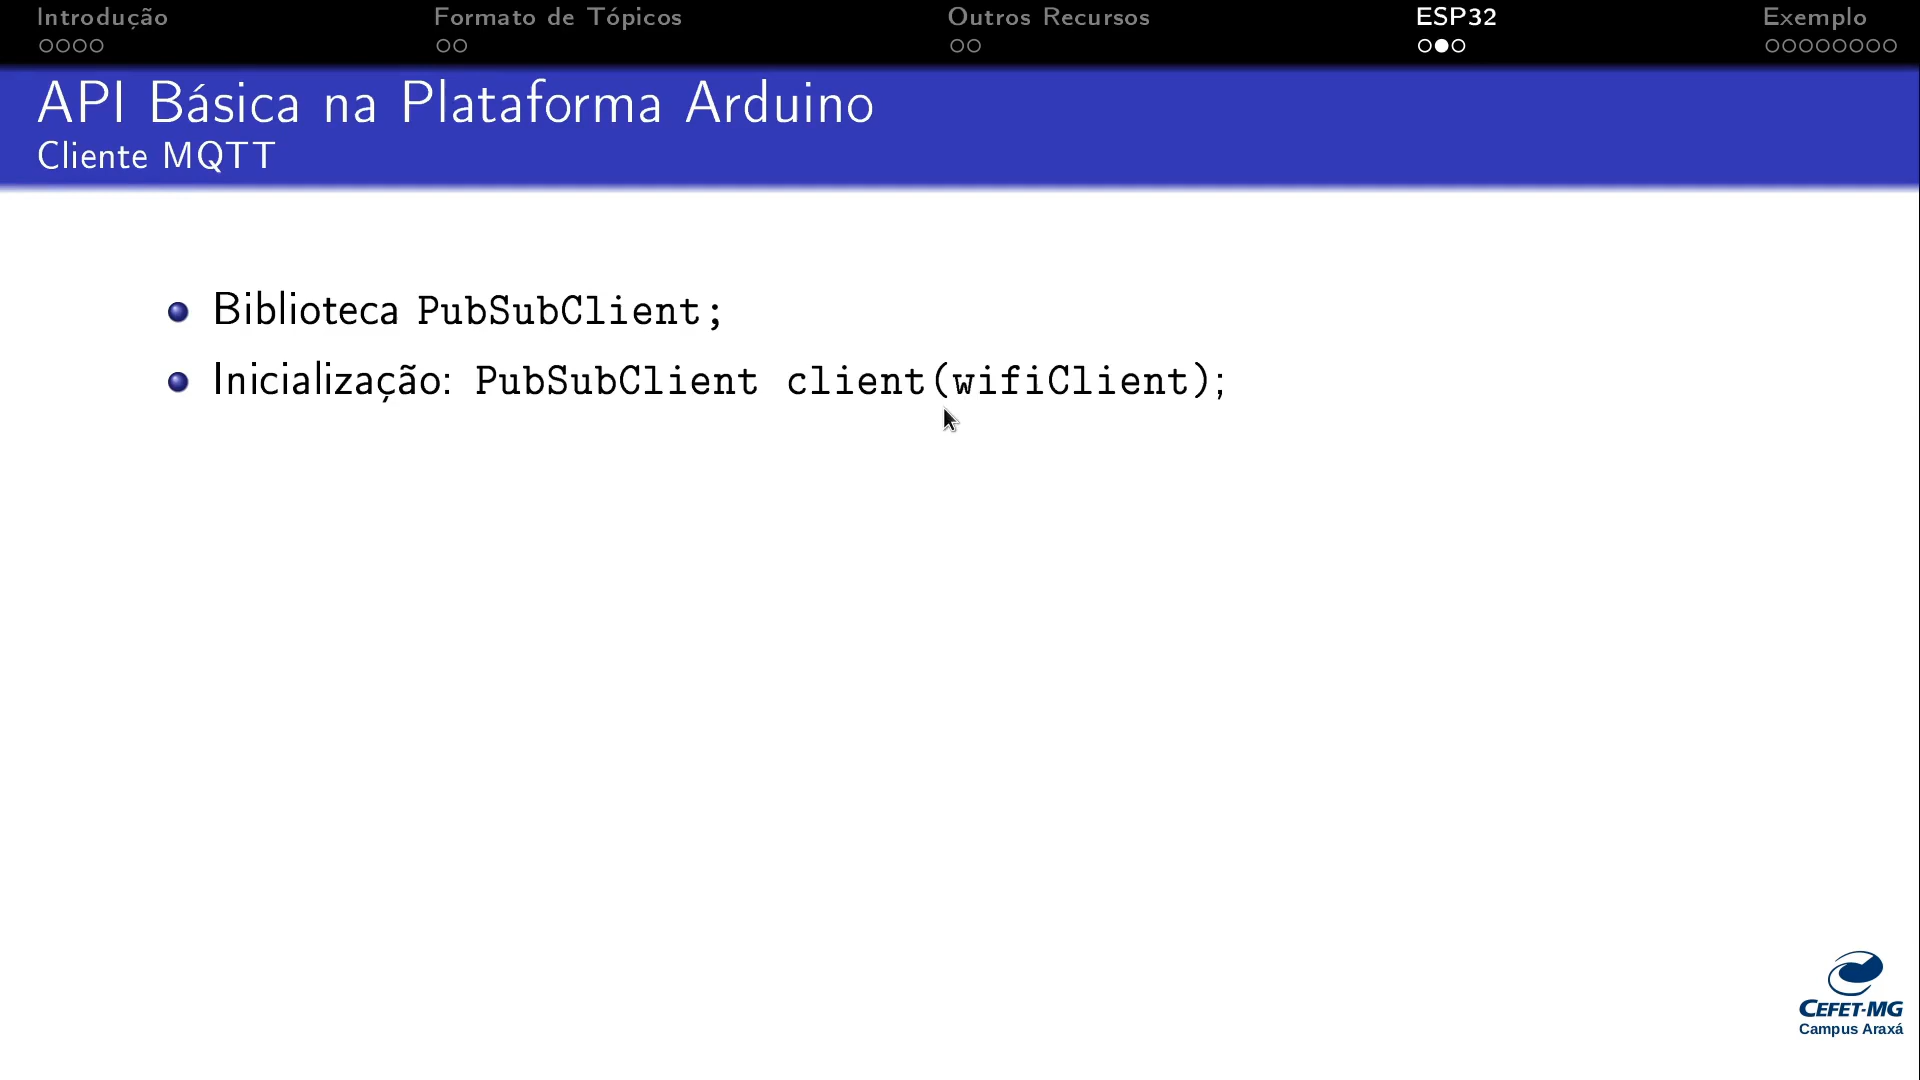 Introdução Formato de Tópicos Outros Recursos ESP32 Exemplo
API Básica na Plataforma Arduino
Cliente MQTT
Biblioteca PubSubClient;
Inicialização: PubSubClient client(wifiClient);
CEFET-MG
Campus Araxá